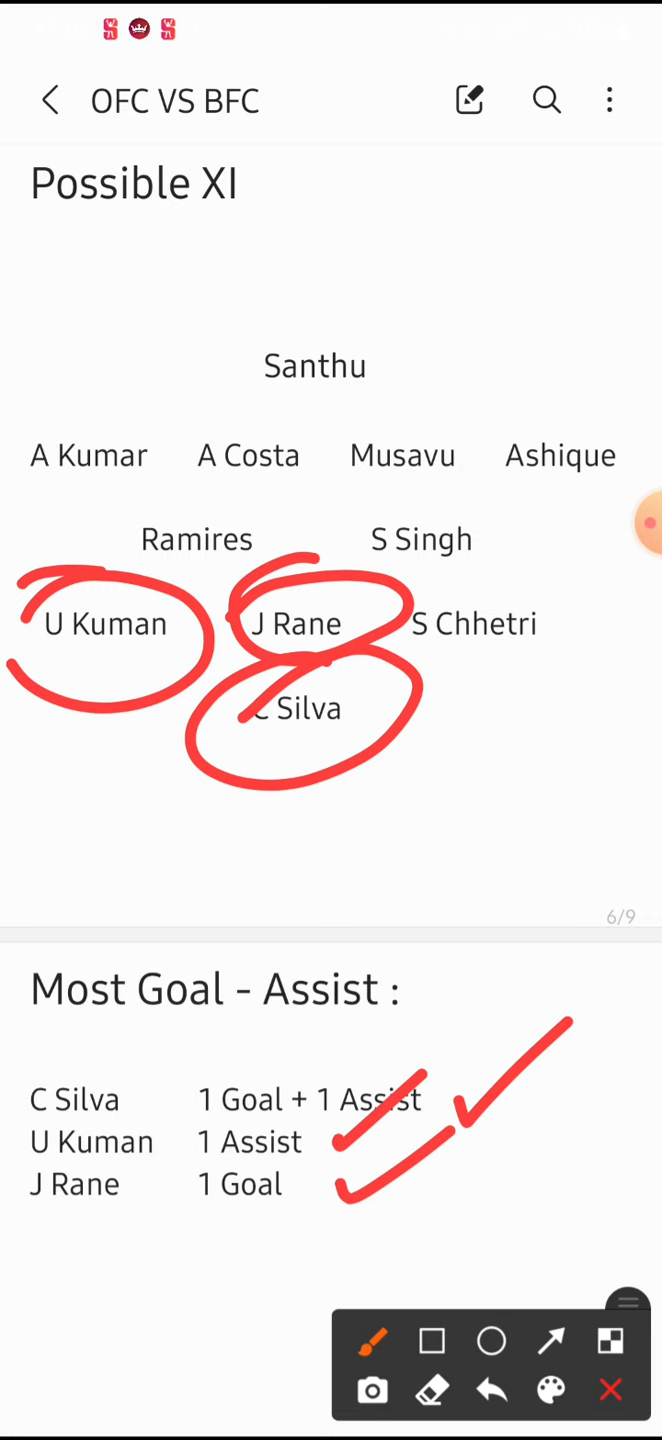 OFC VS BFC
Possible XI
Santhu
A Kumar A Costa Musavu Ashique
Ramires S Singh
U Kuman J Rane S Chhetri
C Silva
6/9
Most Goal - Assist :
C Silva 1 Goal + 1 Assist
U Kuman 1 Assist
J Rane 1 Goal